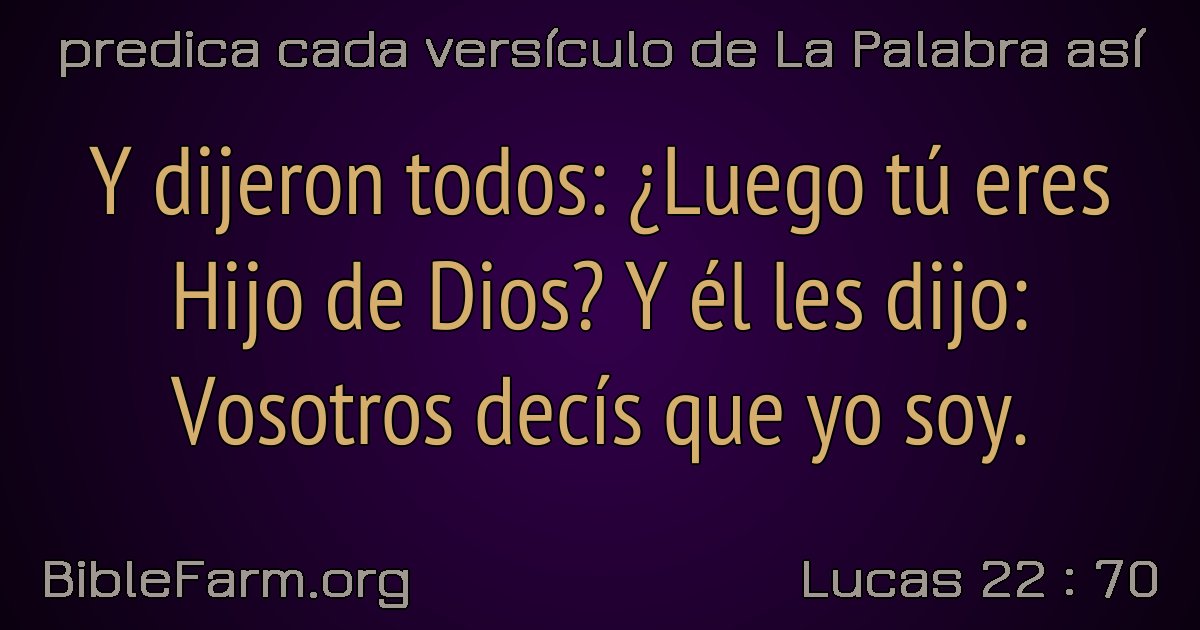 predica cada versículo de La Palabra así
Y dijeron todos: ¿Luego tú eres
Hijo de Dios? Y él les dijo:
Vosotros decís que yo soy.
BibleFarm.org
Lucas 22 : 70